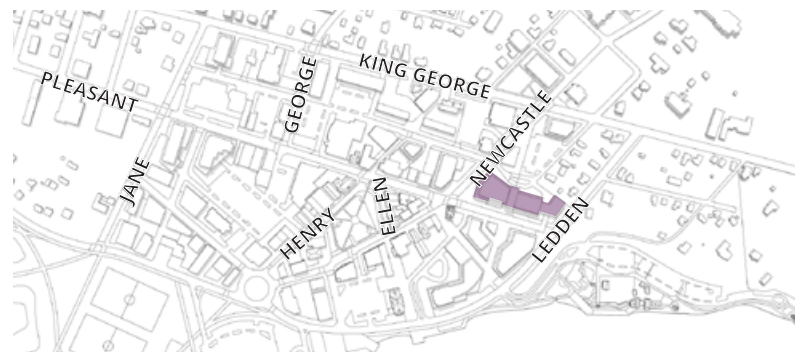 KING GEORGE
GEORGE
PLEASANT
NEWCASTLE
JANE
ELLEN
HENRY
LEDDEN